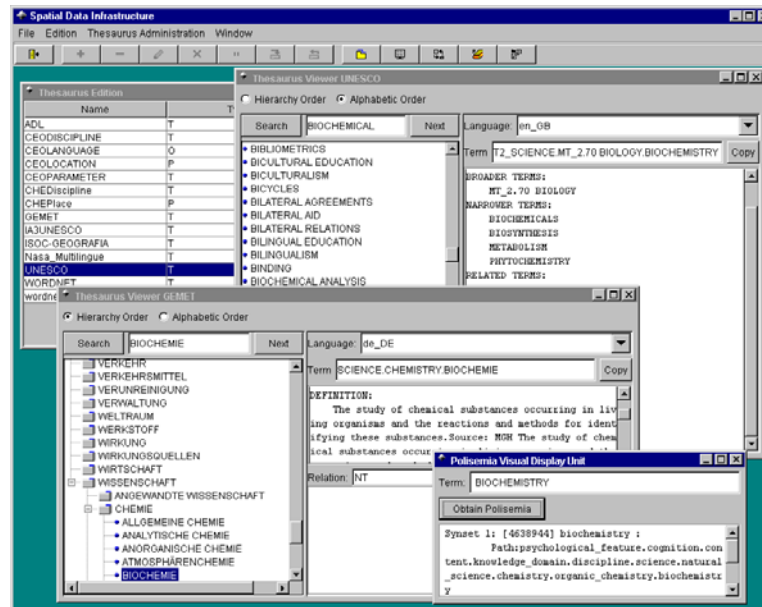 Spatial Data Infrastructure
File Edition Thesaurus Administration Window
Thesaurus Edition
Name
ADL T
CEODISCIPLINE T
CEOLANGUAGE O
CEOLOCATION P
CEOPARAMETER T
CHEDiscipline T
CHEPlace P
GEMET T
IA3UNESCO T
ISOC-GEOGRAFIA T
Nasa_Multilingue T
UNESCO T
WORDNET T
Thesaurus Viewer UNESCO
Hierarchy Order Alphabetic Order
Search BIOCHEMICAL Next
BIBLIOMETRICS
BICULTURAL EDUCATION
BICULTURALISM
BICYCLES
BILATERAL AGREEMENTS
BILATERAL AID
BILATERAL RELATIONS
BILINGUAL EDUCATION
BILINGUALISM
BINDING
BIOCHEMICAL ANALYSIS
Language: en_GB
Term T2_SCIENCE.MT_2.70 BIOLOGY.BIOCHEMISTRY Copy
BROADER TERMS:
MT_2.70 BIOLOGY
NARROWER TERMS:
BIOCHEMICALS
BIOSYNTHESIS
METABOLISM
PHYTOCHEMISTRY
RELATED TERMS:
Thesaurus Viewer GEMET
Hierarchy Order Alphabetic Order
Search BIOCHEMIE Next
VERKEHR
VERKEHRSMITTEL
VERUNREINIGUNG
VERWALTUNG
WELTRAUM
WERKSTOFF
WIRKUNG
WIRKUNGSQUELLEN
WIRTSCHAFT
WISSENSCHAFT
ANGEWANDTE WISSENSCHAFT
CHEMIE
ALLGEMEINE CHEMIE
ANALYTISCHE CHEMIE
ANORGANISCHE CHEMIE
ATMOSPHÄRENCHEMIE
BIOCHEMIE
Language: de_DE
Term SCIENCE.CHEMISTRY.BIOCHEMIE Copy
DEFINITION:
The study of chemical substances occurring in liv
ing organisms and the reactions and methods for ident
ifying these substances.Source: MGH The study of chem
ical substances occur
Relation: NT
Polisemia Visual Display Unit
Term: BIOCHEMISTRY
Obtain Polisemia
Synset 1: [4638944] biochemistry :
Path:psychological_feature.cognition.con
tent.knowledge_domain.discipline.science.natural
_science.chemistry.organic_chemistry.biochemistr
y